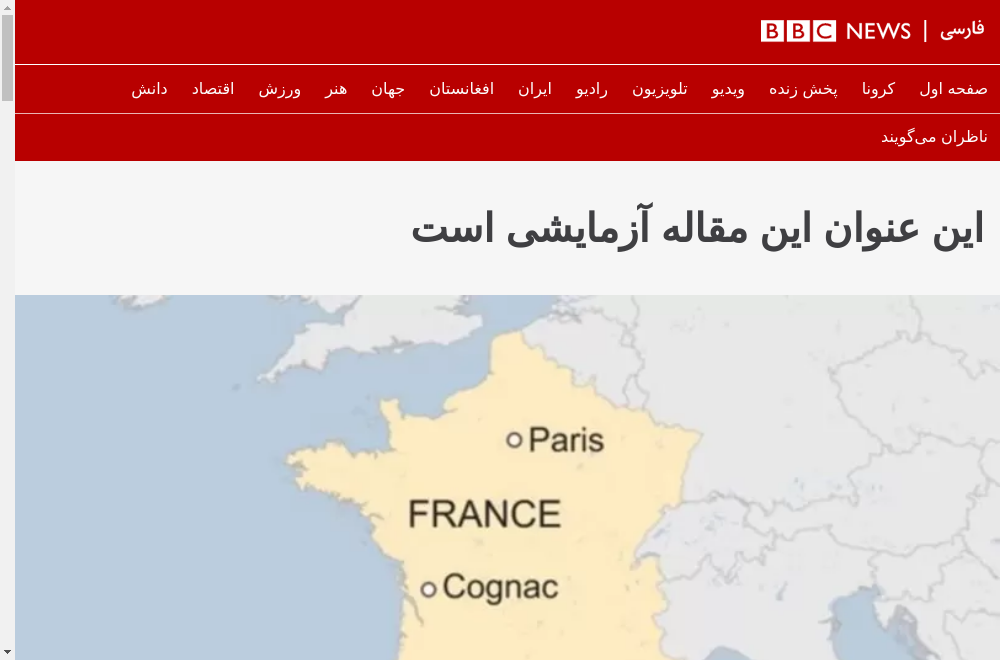 BBC NEWS | فارسی
صفحه اول کرونا پخش زنده ویدیو تلویزیون رادیو ایران افغانستان جهان هنر ورزش اقتصاد دانش
ناظران می‌گویند
این عنوان این مقاله آزمایشی است
Paris
FRANCE
Cognac